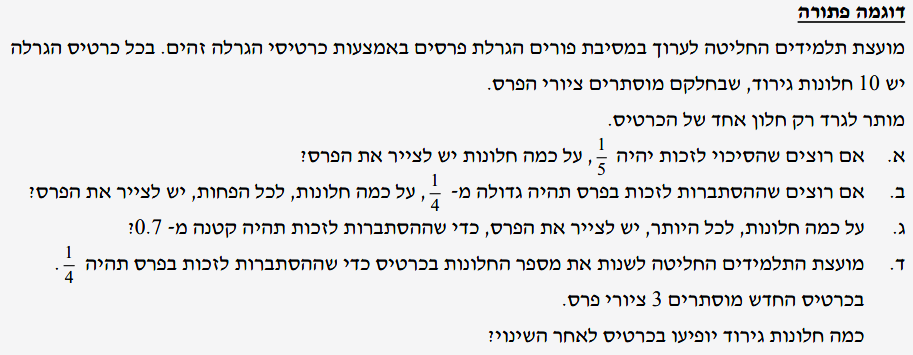 דוגמה פתורה
מועצת תלמידים החליטה לערוך במסיבת פורים הגרלת פרסים באמצעות כרטיסי הגרלה זהים. בכל כרטיס הגרלה
יש 10 חלונות גירוד, שבחלקם מוסתרים ציורי הפרס.
מותר לגרד רק חלון אחד של הכרטיס.
א. אם רוצים שהסיכוי לזכות יהיה 1/5, על כמה חלונות יש לצייר את הפרס?
ב. אם רוצים שההסתברות לזכות בפרס תהיה גדולה מ- 1/4, על כמה חלונות, לכל הפחות, יש לצייר את הפרס?
ג. על כמה חלונות, לכל היותר, יש לצייר את הפרס, כדי שההסתברות לזכות תהיה קטנה מ- 0.7?
ד. מועצת התלמידים החליטה לשנות את מספר החלונות בכרטיס כדי שההסתברות לזכות בפרס תהיה 1/4.
בכרטיס החדש מוסתרים 3 ציורי פרס.
כמה חלונות גירוד יופיעו בכרטיס לאחר השינוי?